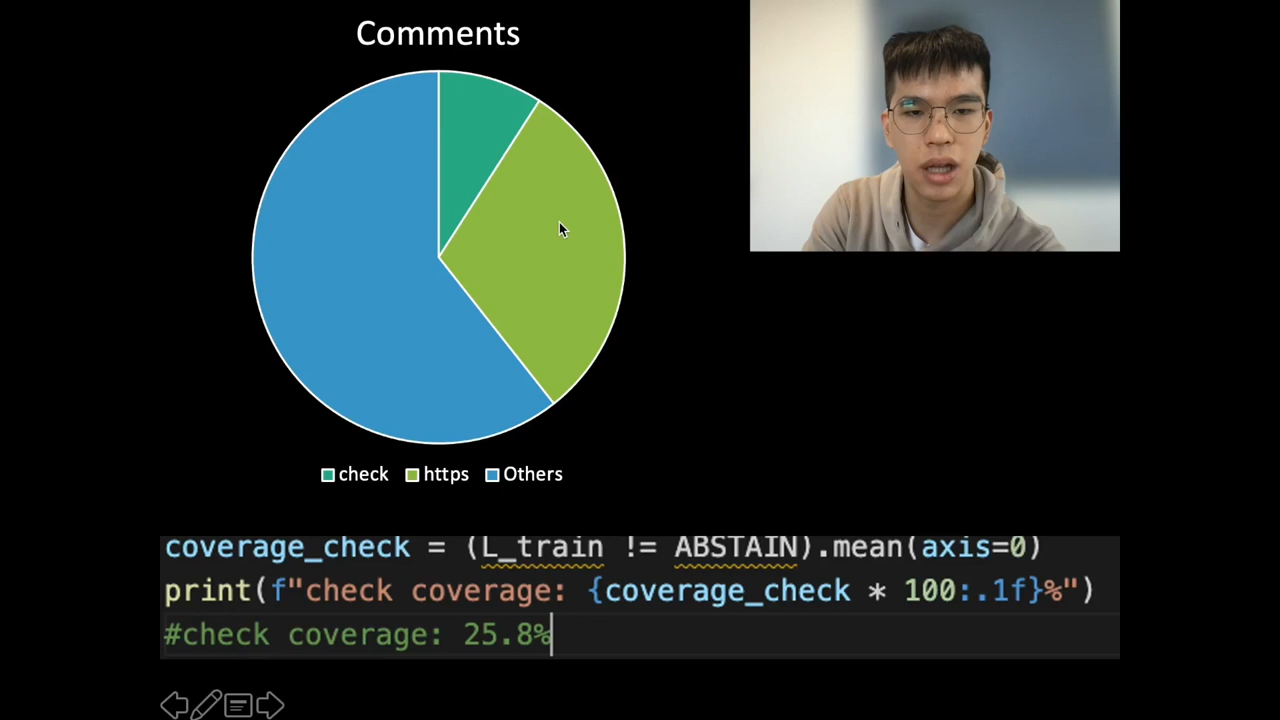 Comments
check https Others
coverage_check = (L_train != ABSTAIN).mean(axis=0)
print(f"check coverage: {coverage_check * 100:.1f}%")
#check coverage: 25.8%